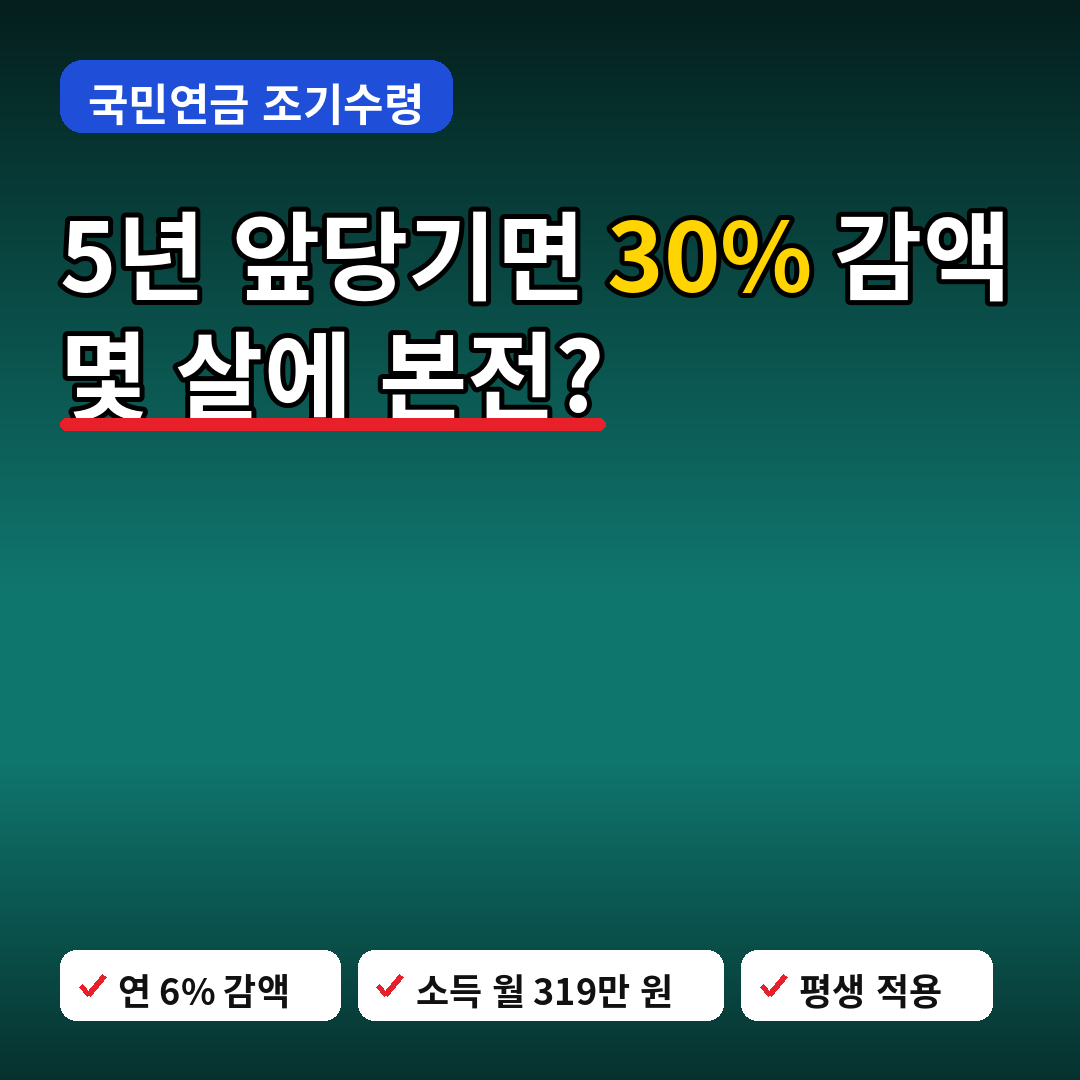 국민연금 조기수령
5년 앞당기면 30% 감액
몇 살에 본전?
연 6% 감액
소득 월 319만 원
평생 적용